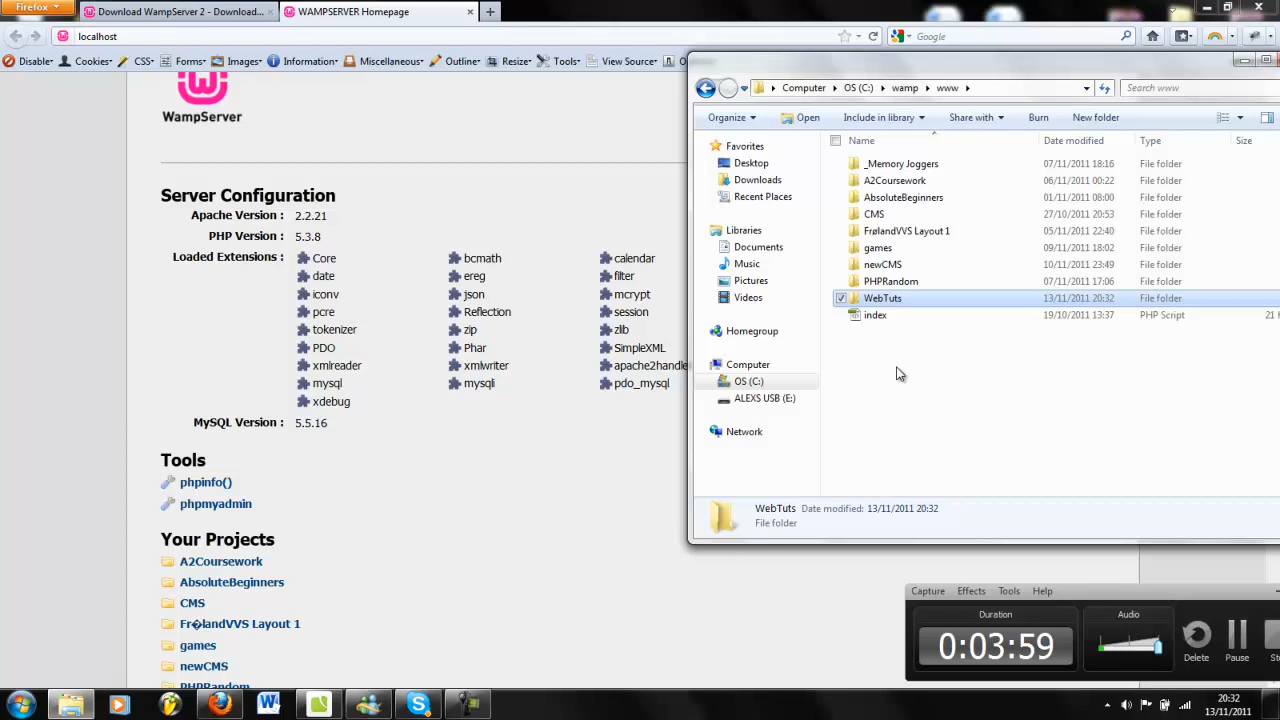 Firefox
Download WampServer 2 - Download...
WAMPSERVER Homepage
localhost
Google
Disable
Cookies
CSS
Forms
Images
Information
Miscellaneous
Outline
Resize
Tools
View Source
WampServer
Server Configuration
Apache Version : 2.2.21
PHP Version : 5.3.8
Loaded Extensions : Core bcmath calendar
date ereg filter
iconv json mcrypt
pcre Reflection session
tokenizer zip zlib
PDO Phar SimpleXML
xmlreader xmlwriter apache2handle
mysql mysqli pdo_mysql
xdebug
MySQL Version : 5.5.16
Tools
phpinfo()
phpmyadmin
Your Projects
A2Coursework
AbsoluteBeginners
CMS
Fr�landVVS Layout 1
games
newCMS
PHPRandom
Computer
OS (C:)
wamp
www
Search www
Organize
Open
Include in library
Share with
Burn
New folder
Favorites
Desktop
Downloads
Recent Places
Libraries
Documents
Music
Pictures
Videos
Homegroup
Computer
OS (C:)
ALEXS USB (E:)
Network
Name Date modified Type Size
_Memory Joggers 07/11/2011 18:16 File folder
A2Coursework 06/11/2011 00:22 File folder
AbsoluteBeginners 01/11/2011 08:00 File folder
CMS 27/10/2011 20:53 File folder
FrølandVVS Layout 1 05/11/2011 22:40 File folder
games 09/11/2011 18:02 File folder
newCMS 10/11/2011 23:49 File folder
PHPRandom 07/11/2011 17:06 File folder
WebTuts 13/11/2011 20:32 File folder
index 19/10/2011 13:37 PHP Script 21
WebTuts Date modified: 13/11/2011 20:32
File folder
Capture Effects Tools Help
Duration
0:03:59
Audio
Delete
Pause
20:32
13/11/2011